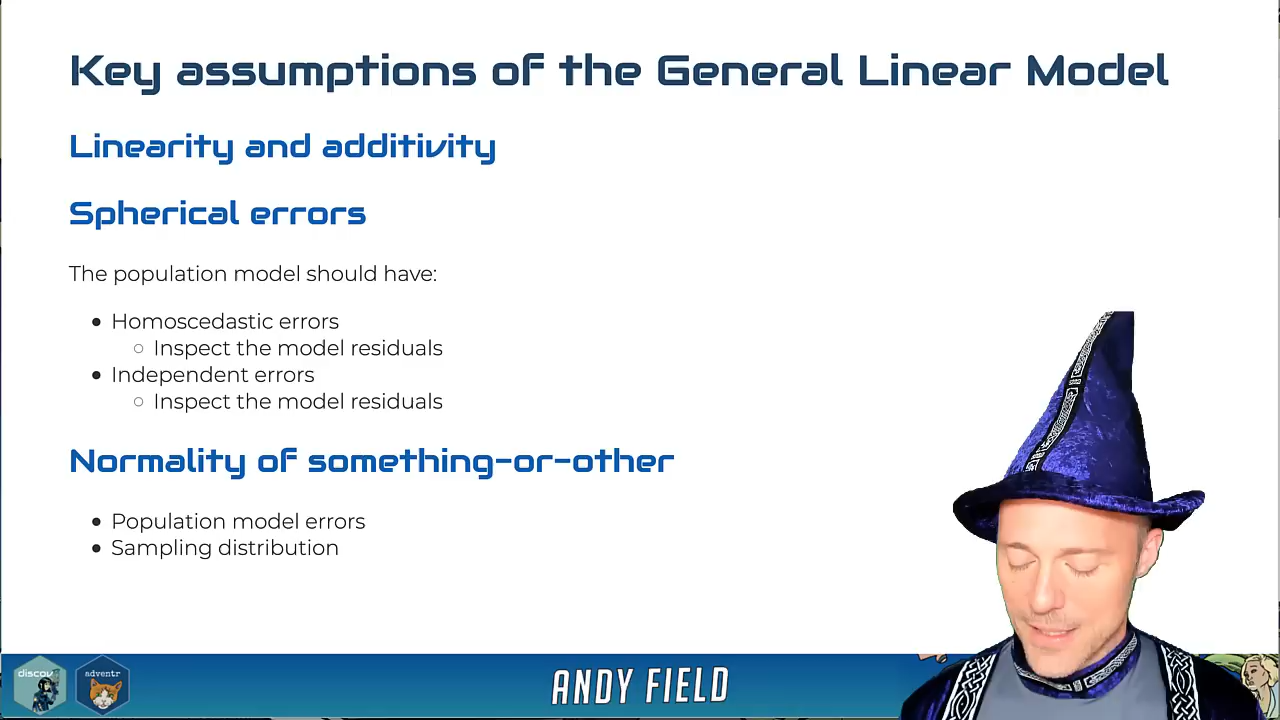 Key assumptions of the General Linear Model
Linearity and additivity
Spherical errors
The population model should have:
Homoscedastic errors
Inspect the model residuals
Independent errors
Inspect the model residuals
Normality of something-or-other
Population model errors
Sampling distribution
discov
adventr
ANDY FIELD